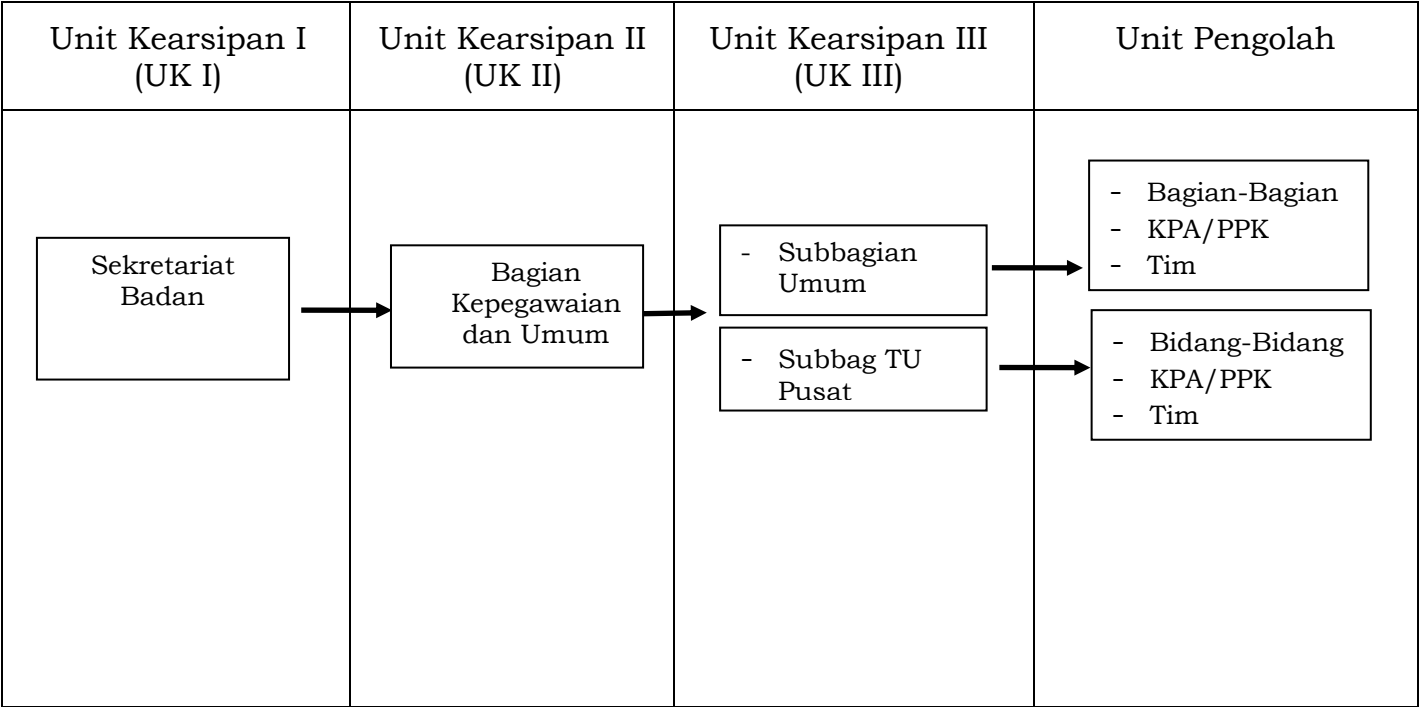 Unit Kearsipan I
(UK I)
Unit Kearsipan II
(UK II)
Unit Kearsipan III
(UK III)
Unit Pengolah
Sekretariat
Badan
Bagian
Kepegawaian
dan Umum
- Subbagian
Umum
- Subbag TU
Pusat
- Bagian-Bagian
- KPA/PPK
- Tim
- Bidang-Bidang
- KPA/PPK
- Tim